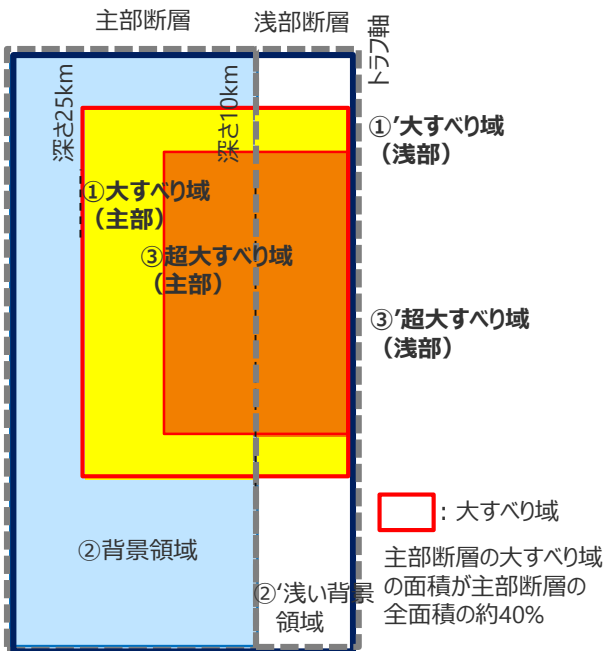 主部断層
浅部断層
トラフ軸
深さ25km
深さ10km
①’大すべり域
（浅部）
①大すべり域
（主部）
③超大すべり域
（主部）
③’超大すべり域
（浅部）
②背景領域
②‘浅い背景
領域
：大すべり域
主部断層の大すべり域
の面積が主部断層の
全面積の約40%